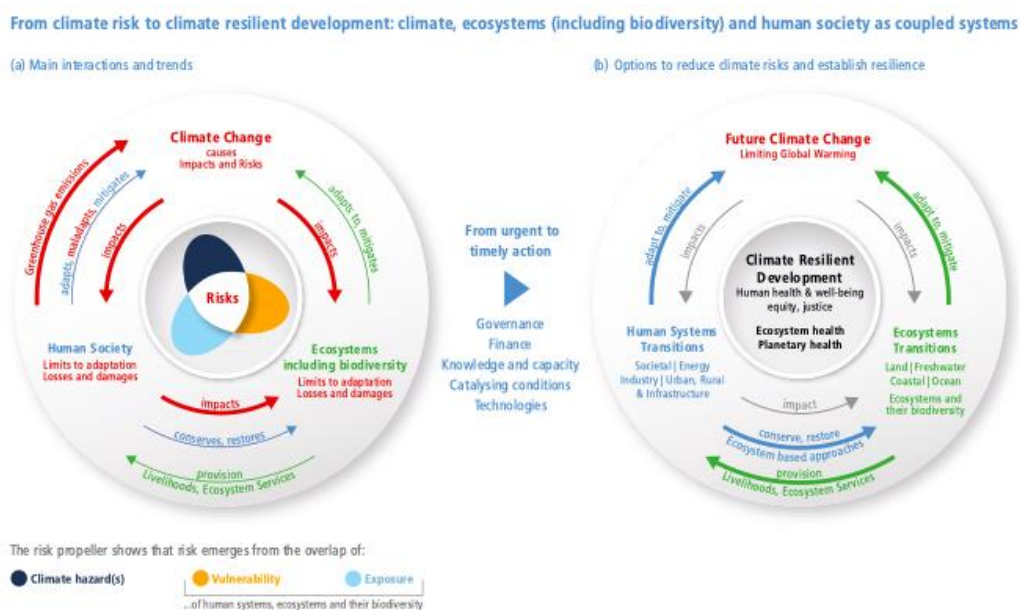 From climate risk to climate resilient development: climate, ecosystems (including biodiversity) and human society as coupled systems
(a) Main interactions and trends
(b) Options to reduce climate risks and establish resilience
Climate Change
causes
Impacts and Risks
Greenhouse gas emissions
adapts, maladapts, mitigates
impacts
impacts
adapts to, mitigates
Risks
Human Society
Limits to adaptation
Losses and damages
Ecosystems
including biodiversity
Limits to adaptation
Losses and damages
impacts
conserves, restores
provision
Livelihoods, Ecosystem Services
From urgent to
timely action
Governance
Finance
Knowledge and capacity
Catalysing conditions
Technologies
Future Climate Change
Limiting Global Warming
adapt to, mitigate
impacts
impacts
adapt to, mitigate
Climate Resilient
Development
Human health & well-being
equity, justice
Ecosystem health
Planetary health
Human Systems
Transitions
Societal | Energy
Industry | Urban, Rural
& Infrastructure
Ecosystems
Transitions
Land | Freshwater
Coastal | Ocean
Ecosystems and
their biodiversity
impact
conserve, restore
Ecosystem based approaches
provision
Livelihoods, Ecosystem Services
The risk propeller shows that risk emerges from the overlap of:
Climate hazard(s)
Vulnerability
Exposure
...of human systems, ecosystems and their biodiversity